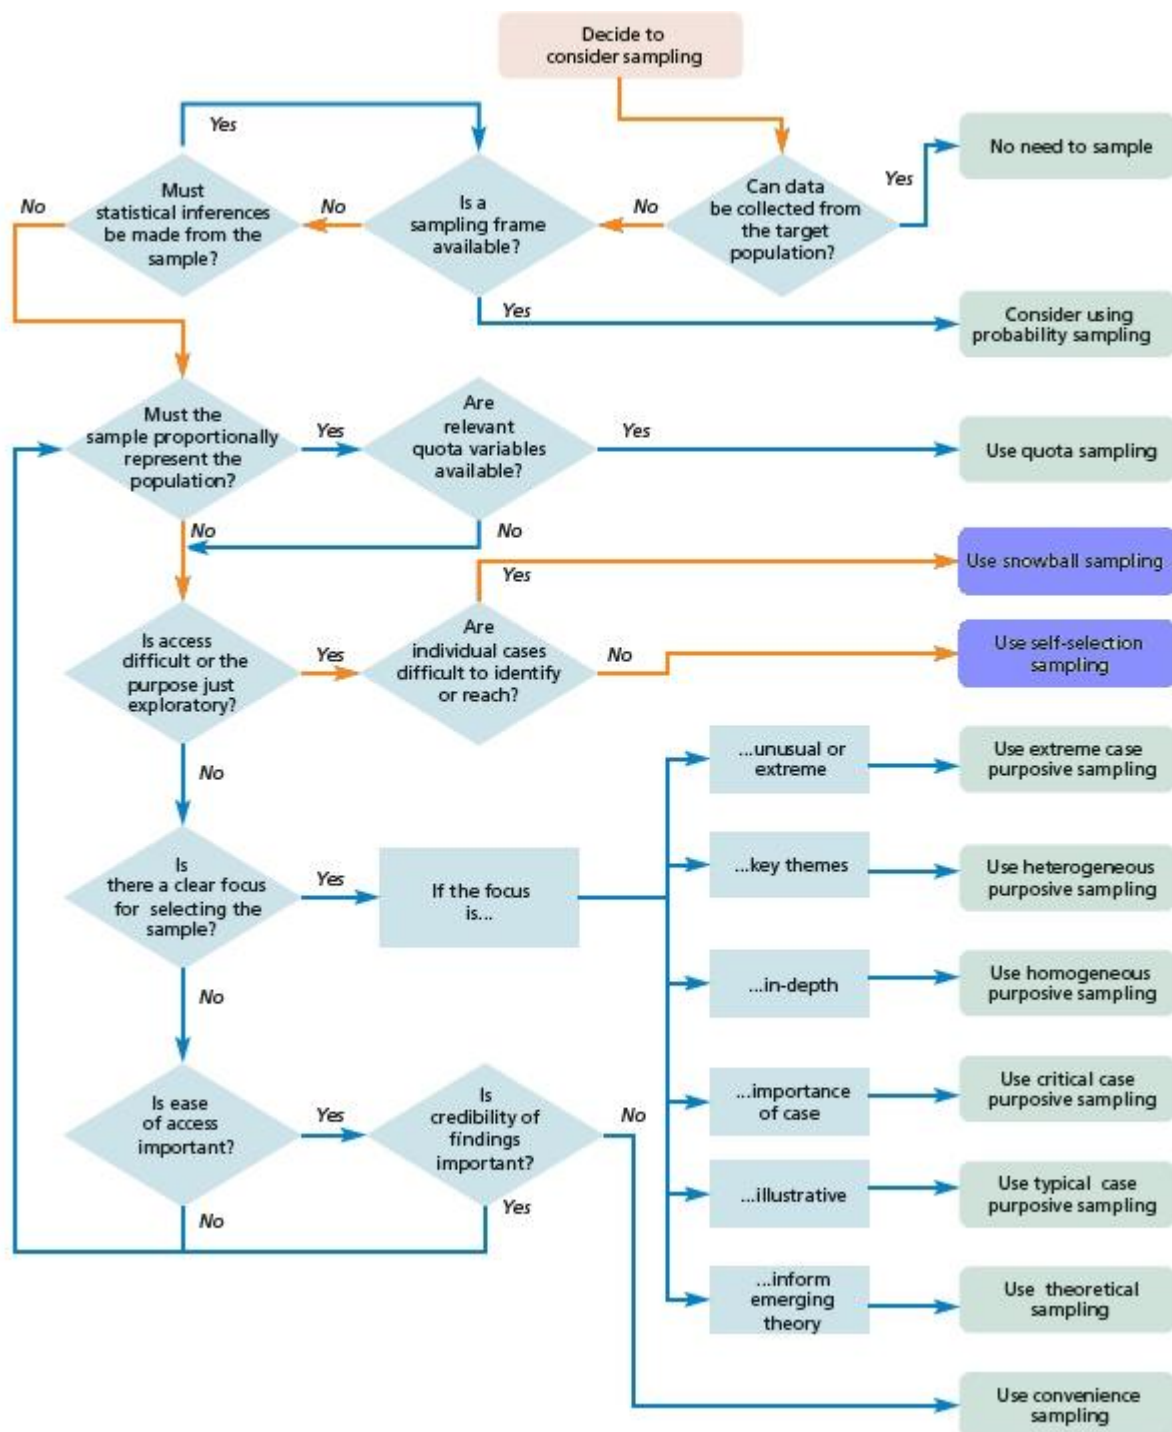 Decide to
consider sampling
Yes
No need to sample
Must
statistical inferences
be made from the
sample?
No
No
Is a
sampling frame
available?
No
Can data
be collected from
the target
population?
Yes
Yes
Consider using
probability sampling
Must the
sample proportionally
represent the
population?
Yes
Are
relevant
quota variables
available?
Yes
Use quota sampling
No
No
Yes
Use snowball sampling
Is access
difficult or the
purpose just
exploratory?
Yes
Are
individual cases
difficult to identify
or reach?
No
Use self-selection
sampling
No
...unusual or
extreme
Use extreme case
purposive sampling
Is
there a clear focus
for selecting the
sample?
Yes
If the focus
is...
...key themes
Use heterogeneous
purposive sampling
No
...in-depth
Use homogeneous
purposive sampling
Is ease
of access
important?
Yes
Is
credibility of
findings
important?
No
...importance
of case
Use critical case
purposive sampling
No
Yes
...illustrative
Use typical case
purposive sampling
...inform
emerging
theory
Use theoretical
sampling
Use convenience
sampling